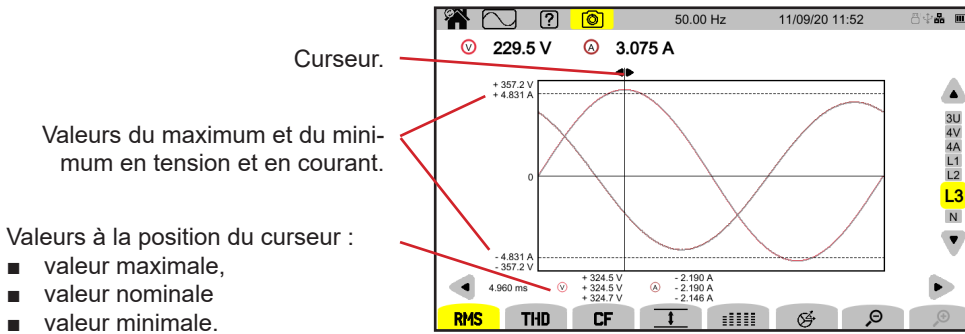 50.00 Hz 11/09/20 11:52
V 229.5 V A 3.075 A
Curseur.
+ 357.2 V
+ 4.831 A
Valeurs du maximum et du mini-
mum en tension et en courant.
0
3U
4V
4A
L1
L2
L3
N
- 4.831 A
- 357.2 V
Valeurs à la position du curseur :
■ valeur maximale,
■ valeur nominale
■ valeur minimale.
4.960 ms V + 324.5 V A - 2.190 A
+ 324.5 V - 2.190 A
+ 324.7 V - 2.146 A
RMS THD CF